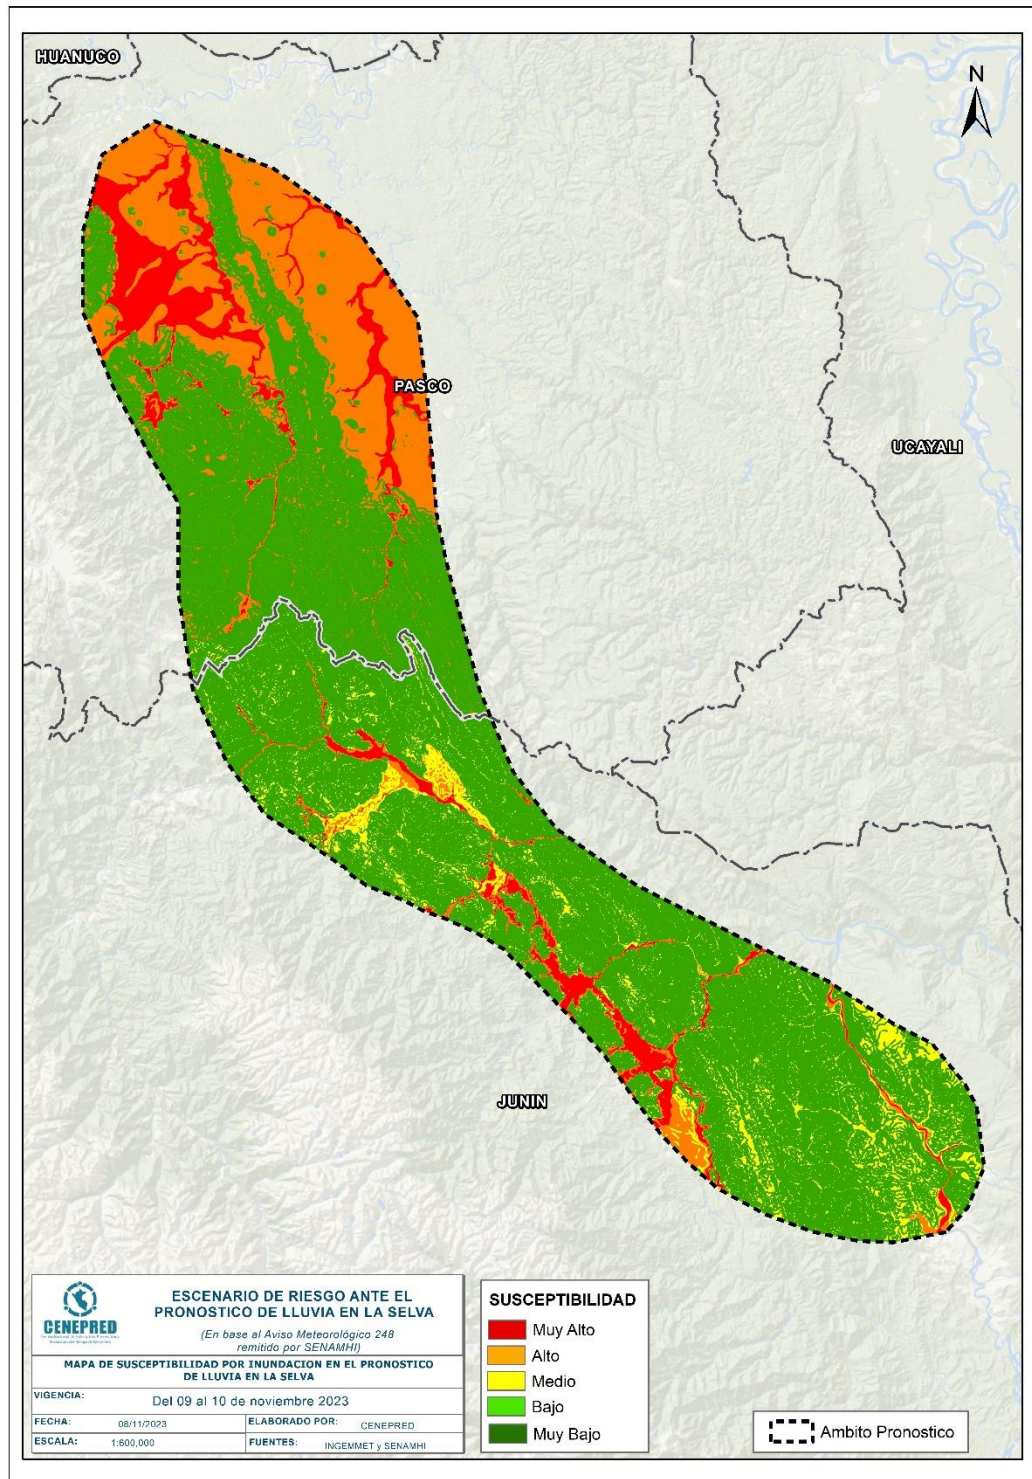 HUANUCO
N
PASCO
UCAYALI
JUNIN
CENEPRED
ESCENARIO DE RIESGO ANTE EL
PRONOSTICO DE LLUVIA EN LA SELVA
(En base al Aviso Meteorológico 248
remitido por SENAMHI)
MAPA DE SUSCEPTIBILIDAD POR INUNDACION EN EL PRONOSTICO
DE LLUVIA EN LA SELVA
VIGENCIA: Del 09 al 10 de noviembre 2023
FECHA: 08/11/2023 ELABORADO POR: CENEPRED
ESCALA: 1:600,000 FUENTES: INGEMMET y SENAMHI
SUSCEPTIBILIDAD
Muy Alto
Alto
Medio
Bajo
Muy Bajo
Ambito Pronostico